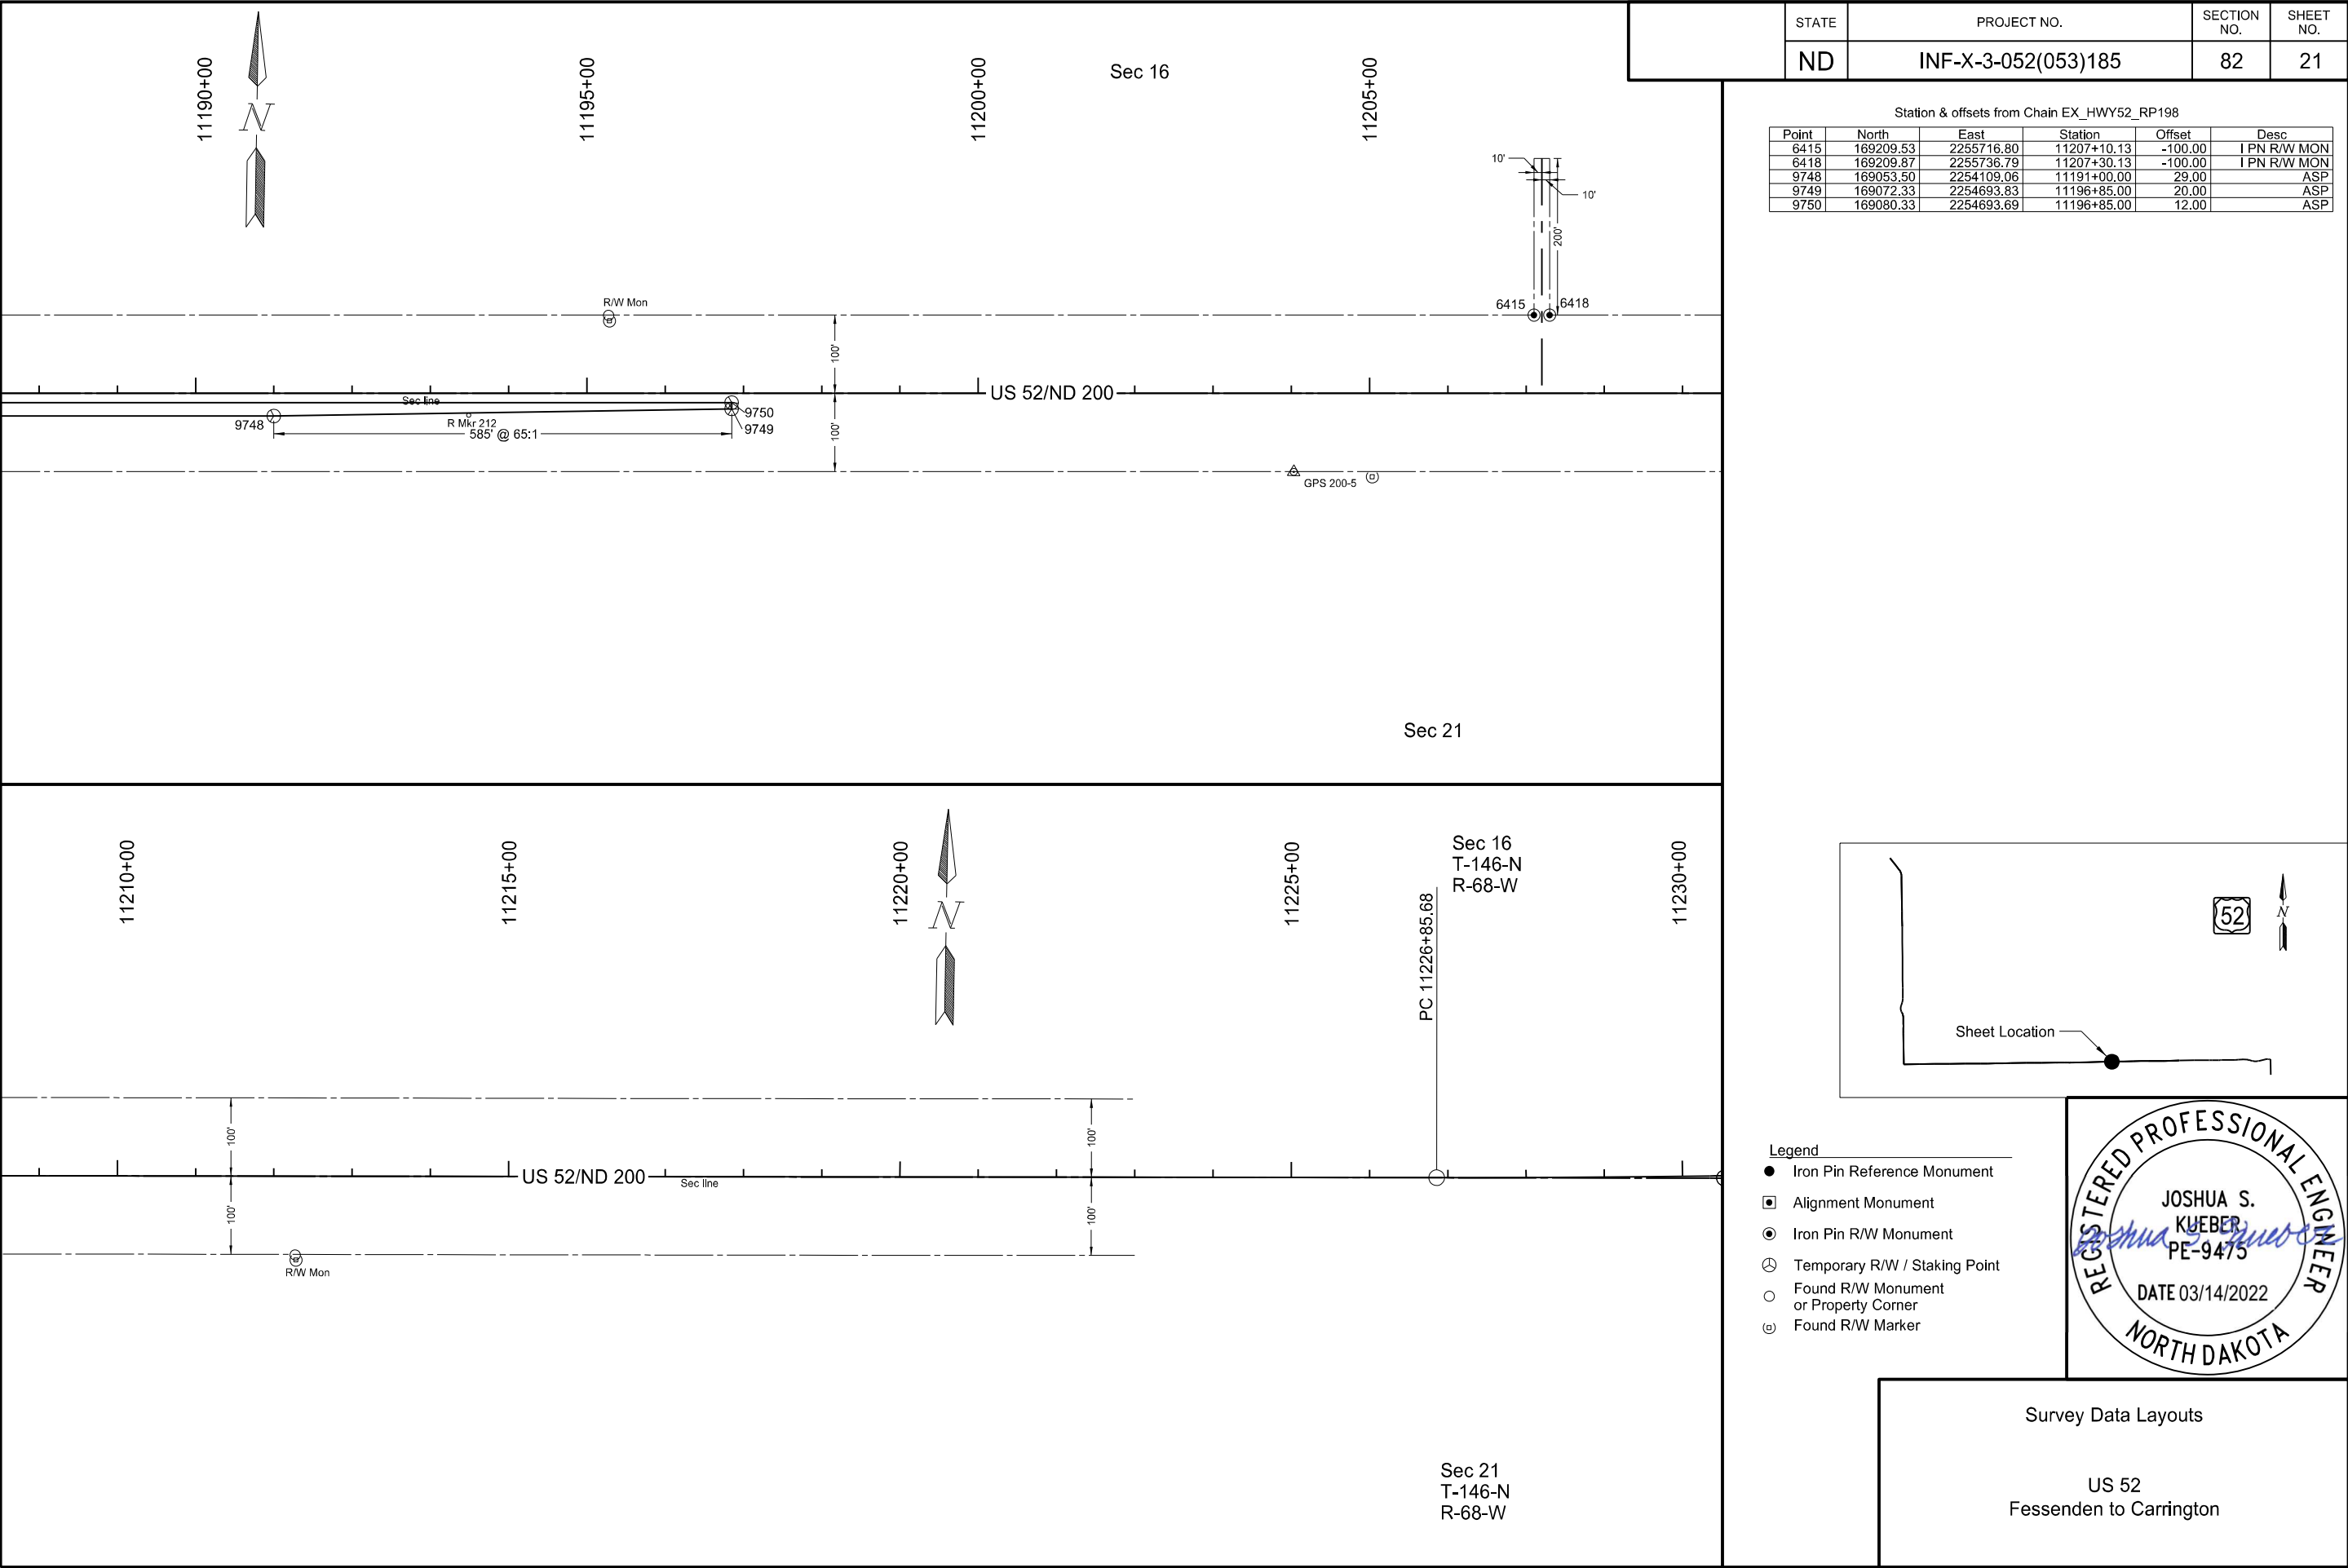 STATE PROJECT NO. SECTION NO. SHEET NO.
ND INF-X-3-052(053)185 82 21
11190+00 11195+00 11200+00 11205+00
N
Sec 16
10'
10'
200'
R/W Mon
6415 6418
100'
US 52/ND 200
Sec line
9748
R Mkr 212
585' @ 65:1
9750
9749
100'
GPS 200-5
Sec 21
Station & offsets from Chain EX_HWY52_RP198
Point North East Station Offset Desc
6415 169209.53 2255716.80 11207+10.13 -100.00 I PN R/W MON
6418 169209.87 2255736.79 11207+30.13 -100.00 I PN R/W MON
9748 169053.50 2254109.06 11191+00.00 29.00 ASP
9749 169072.33 2254693.83 11196+85.00 20.00 ASP
9750 169080.33 2254693.69 11196+85.00 12.00 ASP
11210+00 11215+00 11220+00 11225+00 11230+00
N
Sec 16
T-146-N
R-68-W
PC 11226+85.68
100' 100'
US 52/ND 200
Sec line
100' 100'
R/W Mon
Sec 21
T-146-N
R-68-W
52
N
Sheet Location
Legend
Iron Pin Reference Monument
Alignment Monument
Iron Pin R/W Monument
Temporary R/W / Staking Point
Found R/W Monument
or Property Corner
Found R/W Marker
REGISTERED PROFESSIONAL ENGINEER
JOSHUA S.
KUEBER
PE-9475
Joshua S. Kueber
DATE 03/14/2022
NORTH DAKOTA
Survey Data Layouts
US 52
Fessenden to Carrington